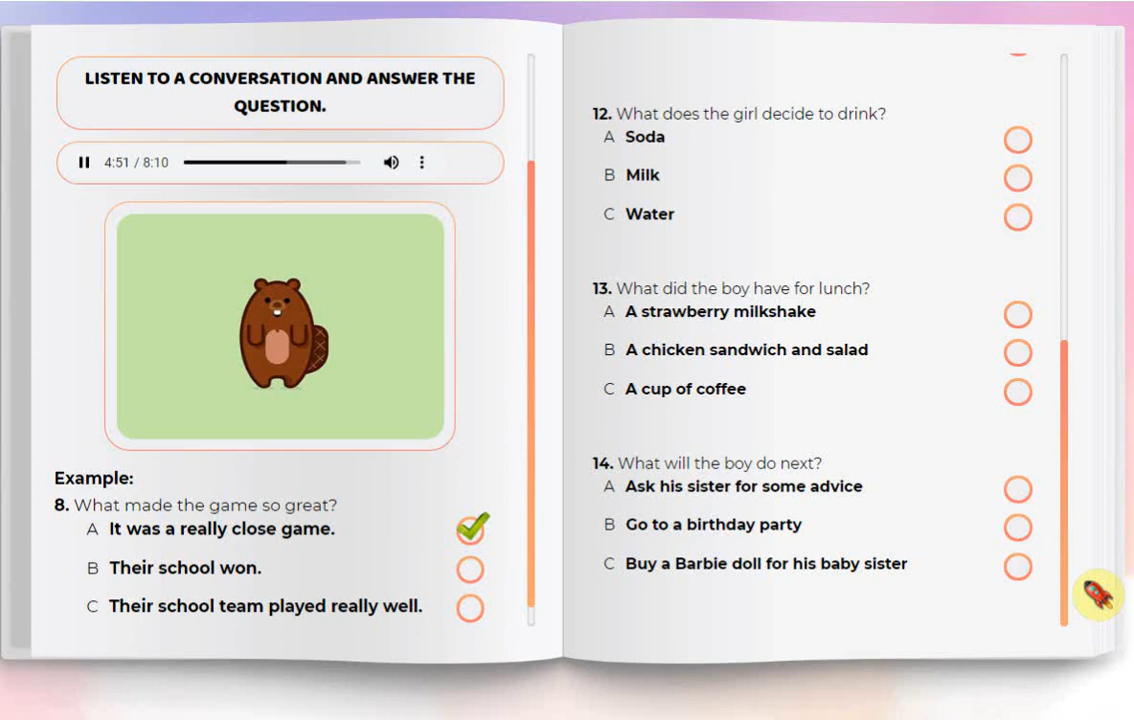 LISTEN TO A CONVERSATION AND ANSWER THE
QUESTION.
4:51 / 8:10
Example:
8. What made the game so great?
A It was a really close game.
B Their school won.
C Their school team played really well.
12. What does the girl decide to drink?
A Soda
B Milk
C Water
13. What did the boy have for lunch?
A A strawberry milkshake
B A chicken sandwich and salad
C A cup of coffee
14. What will the boy do next?
A Ask his sister for some advice
B Go to a birthday party
C Buy a Barbie doll for his baby sister